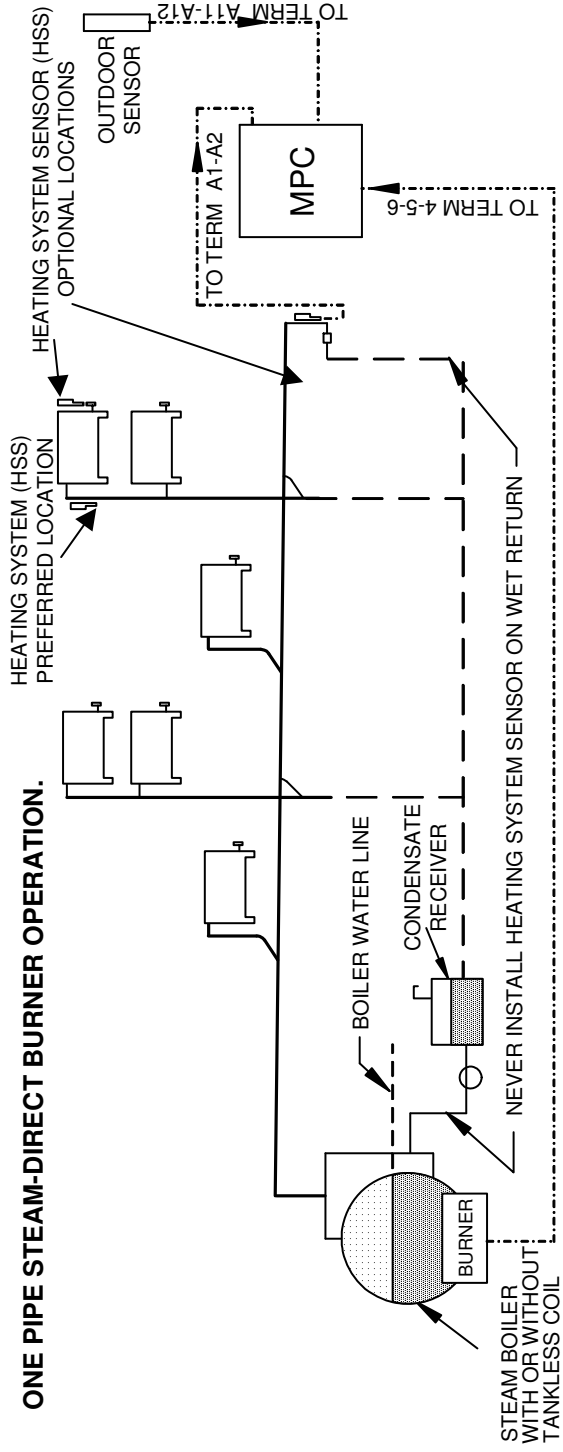 ONE PIPE STEAM-DIRECT BURNER OPERATION.
HEATING SYSTEM (HSS)
PREFERRED LOCATION
HEATING SYSTEM SENSOR (HSS)
OPTIONAL LOCATIONS
OUTDOOR
SENSOR
TO TERM A11-A12
TO TERM A1-A2
MPC
TO TERM 4-5-6
BOILER WATER LINE
CONDENSATE
RECEIVER
NEVER INSTALL HEATING SYSTEM SENSOR ON WET RETURN
BURNER
STEAM BOILER
WITH OR WITHOUT
TANKLESS COIL